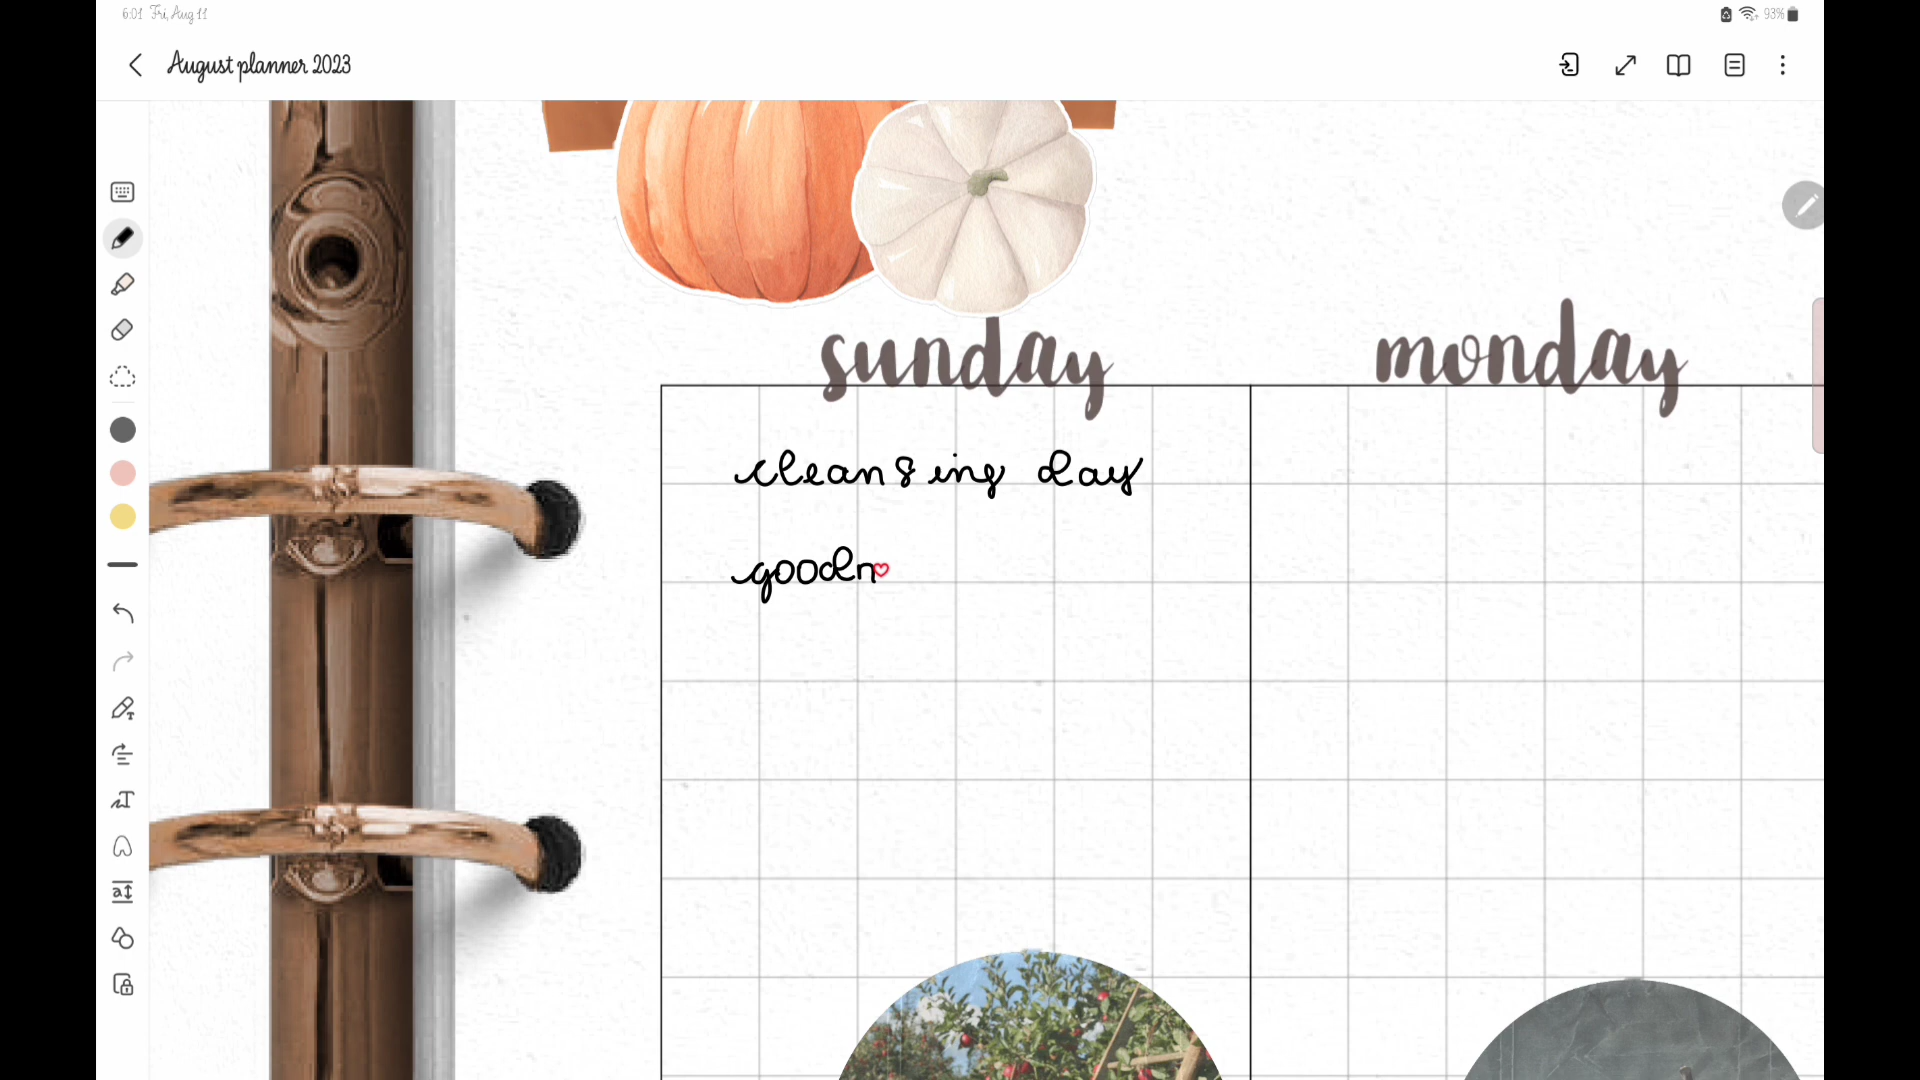 6:01 Fri, Aug 11
93%
August planner 2023
sunday
monday
cleansing day
goodn